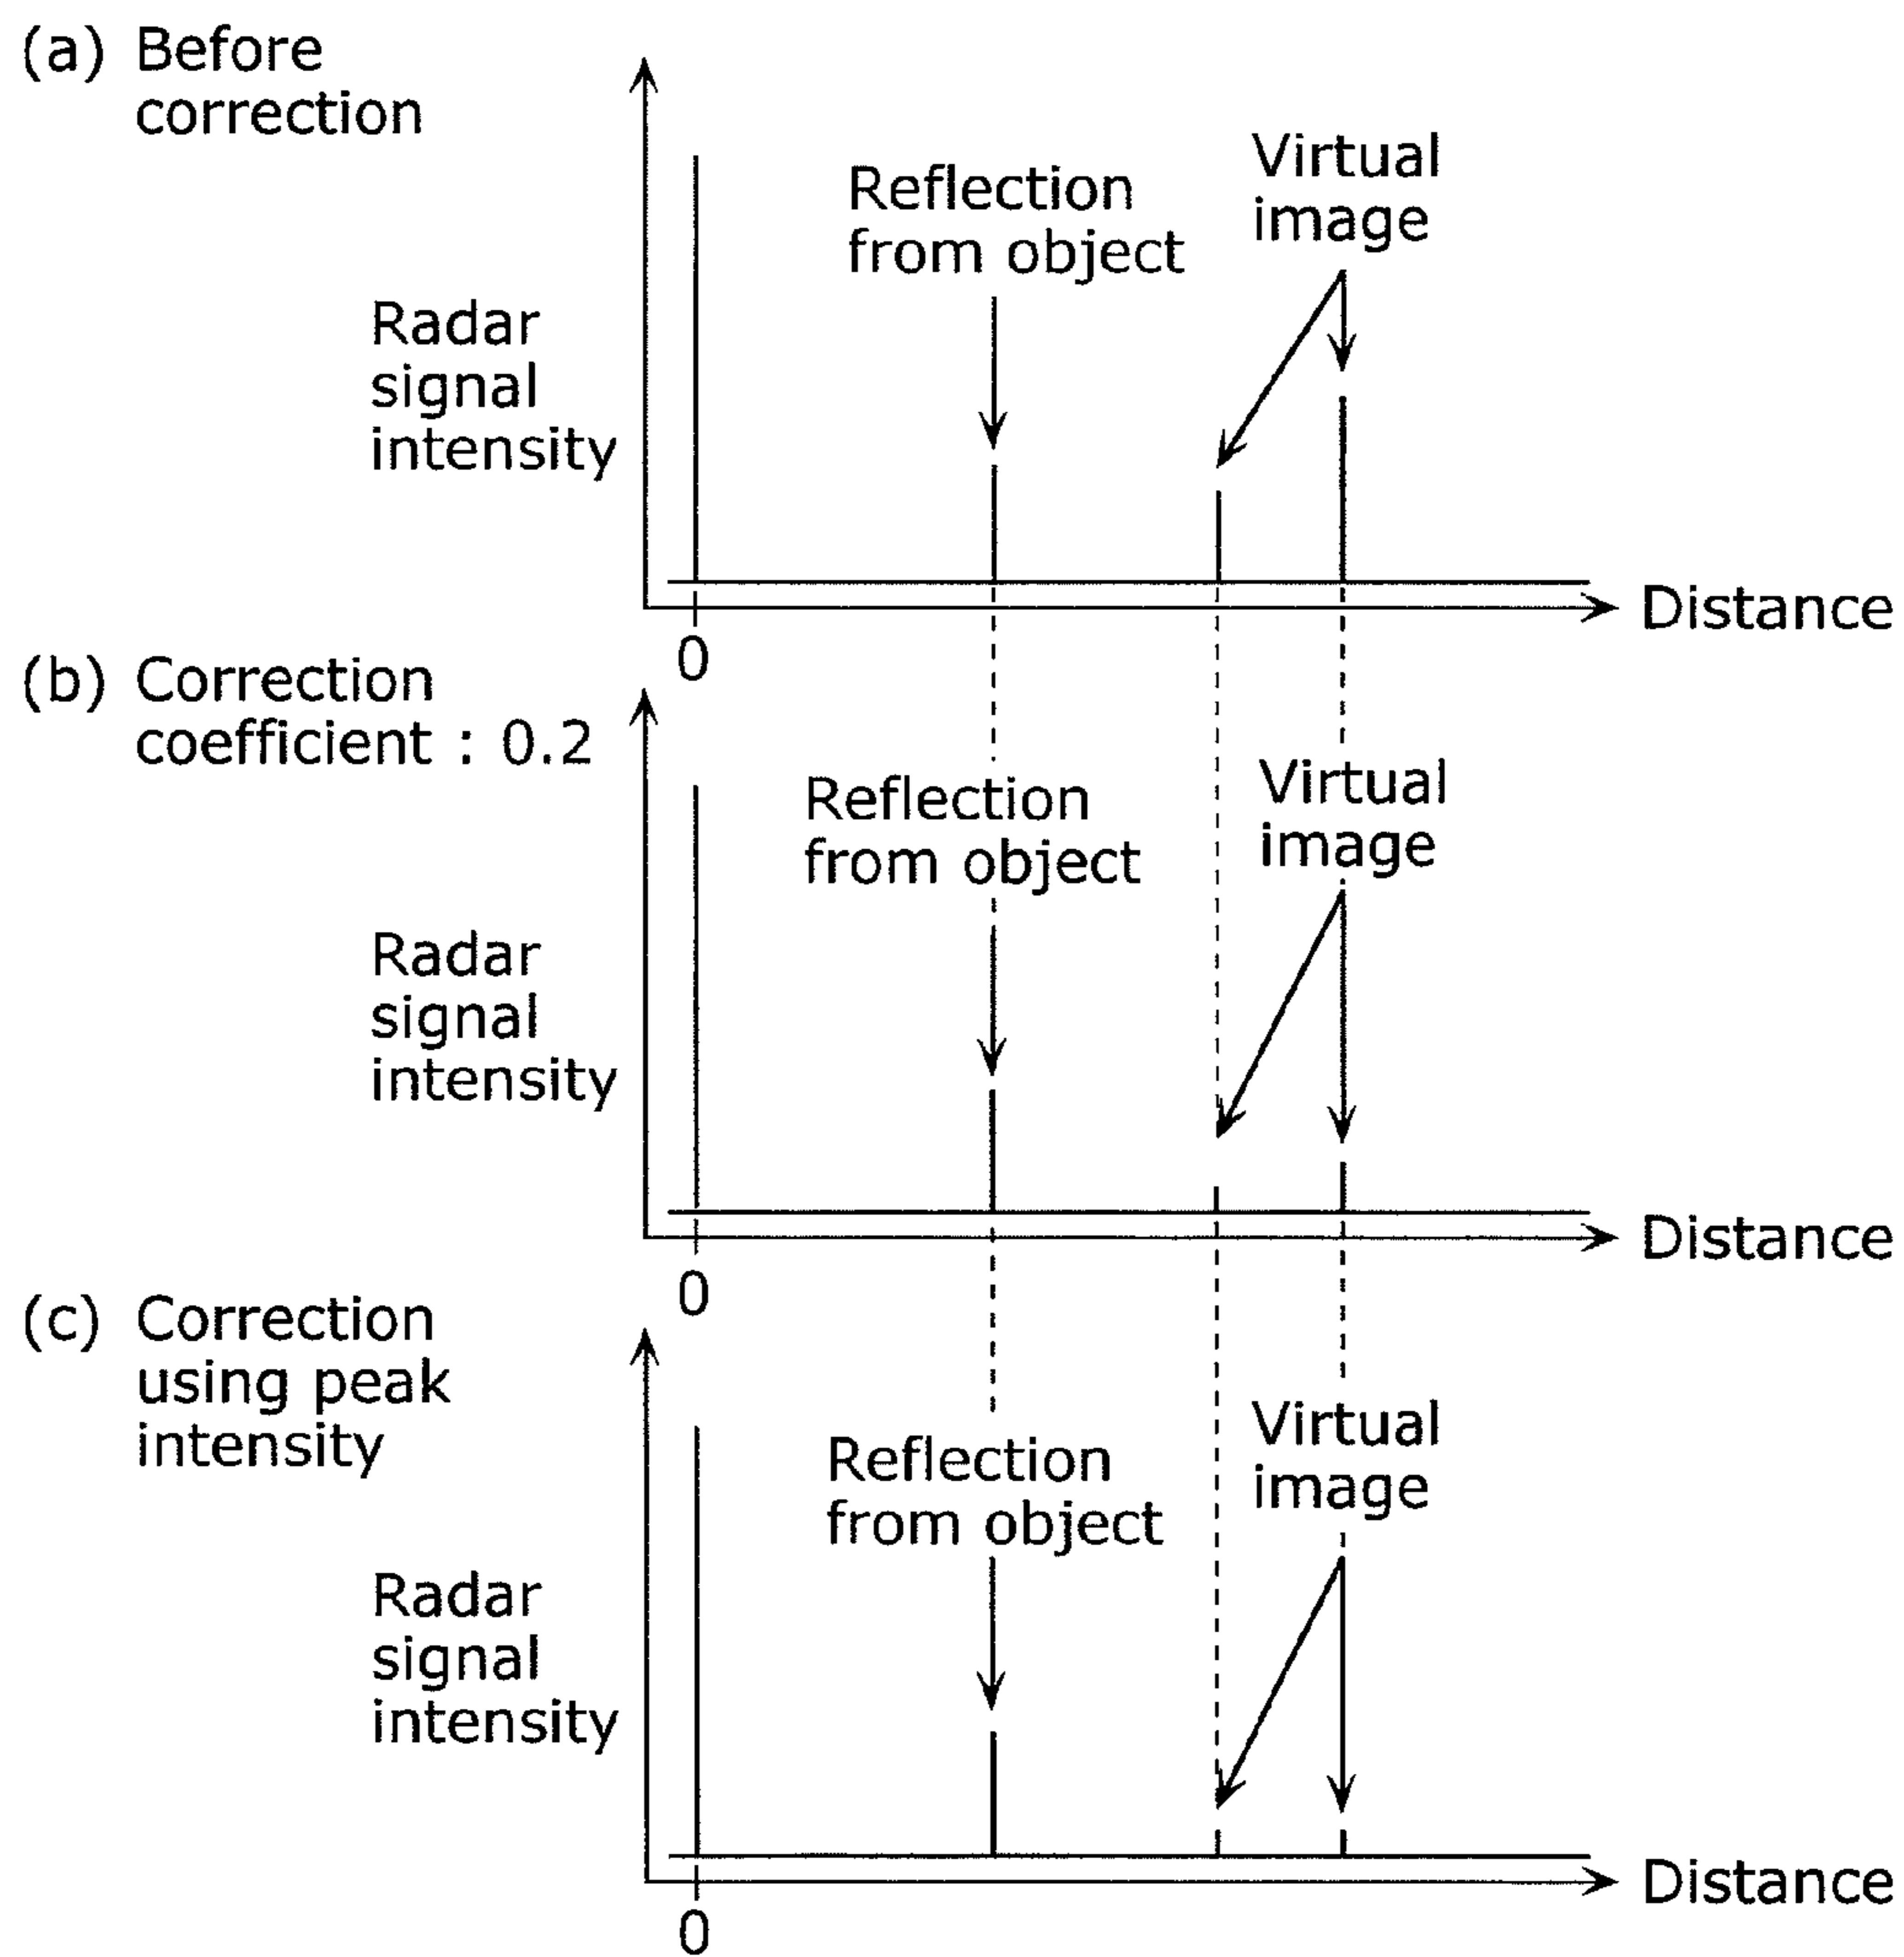 (a) Before
correction
Virtual
image
Reflection
from object
Radar
signal
intensity
Distance
0
(b) Correction
coefficient : 0.2
Virtual
image
Reflection
from object
Radar
signal
intensity
Distance
0
(c) Correction
using peak
intensity
Virtual
image
Reflection
from object
Radar
signal
intensity
Distance
0